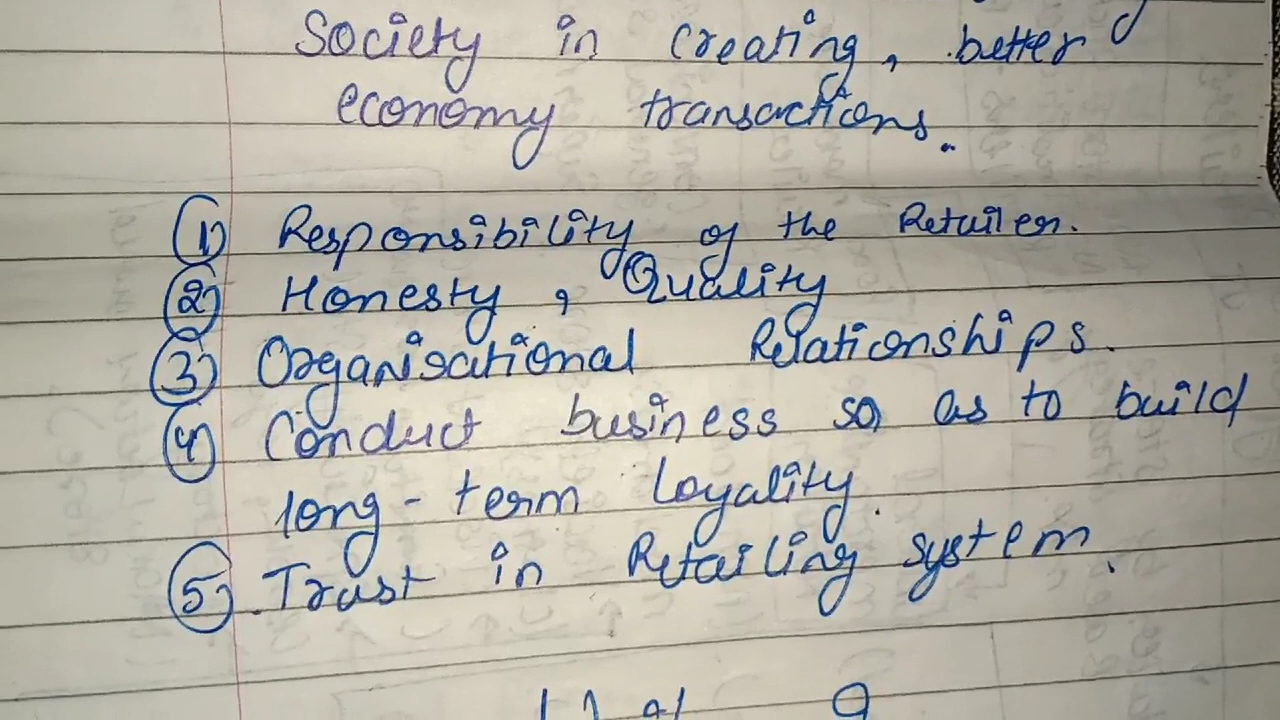 Society in creating, better
economy transactions.
(1) Responsibility of the Retailer.
(2) Honesty, Quality
(3) Organisational Relationships.
(4) Conduct business so as to build
long-term Loyality.
(5) Trust in Retailing system.